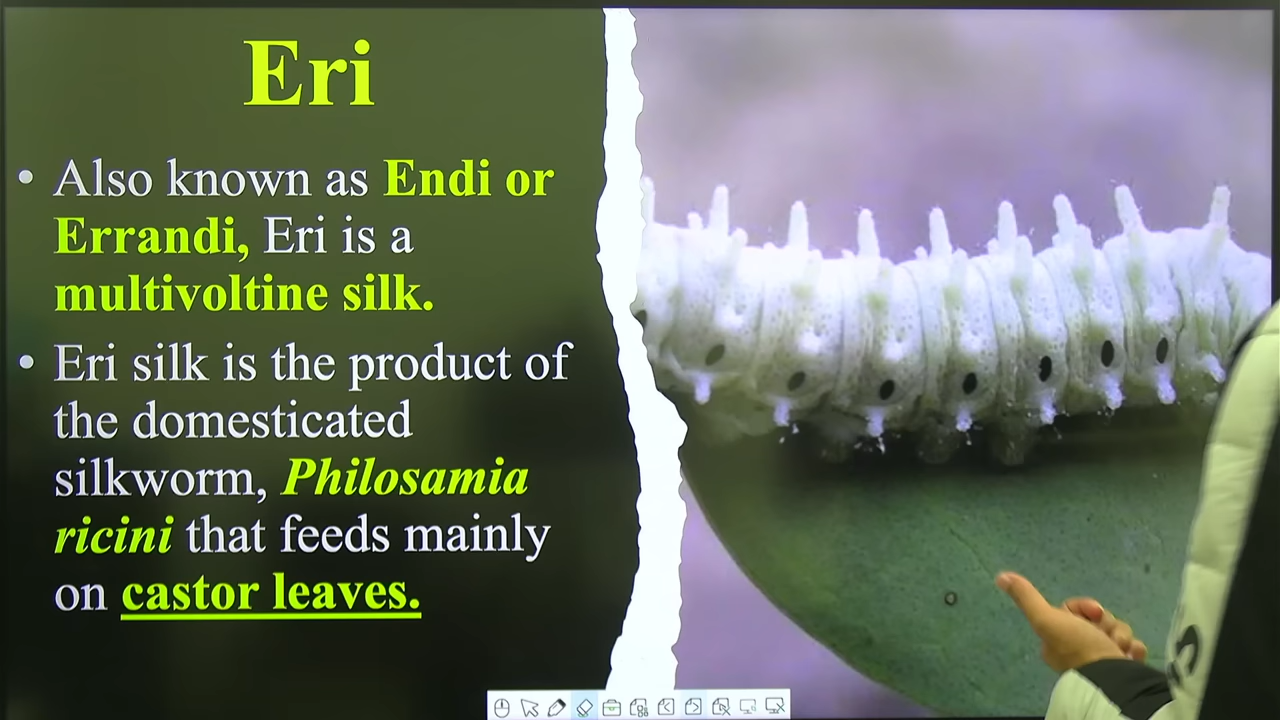 Eri
• Also known as Endi or
Errandi, Eri is a
multivoltine silk.
• Eri silk is the product of
the domesticated
silkworm, Philosamia
ricini that feeds mainly
on castor leaves.